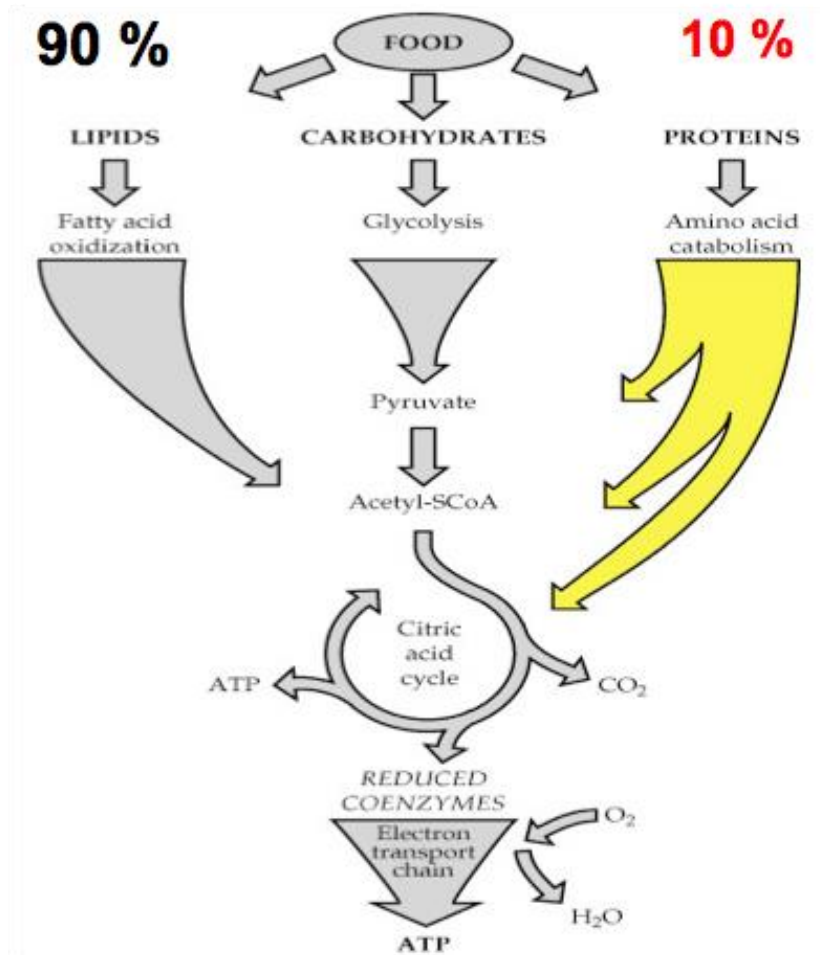 90 %
FOOD
10 %
LIPIDS
CARBOHYDRATES
PROTEINS
Fatty acid
oxidization
Glycolysis
Amino acid
catabolism
Pyruvate
Acetyl-SCoA
Citric
acid
cycle
ATP
CO₂
REDUCED
COENZYMES
Electron
transport
chain
O₂
H₂O
ATP